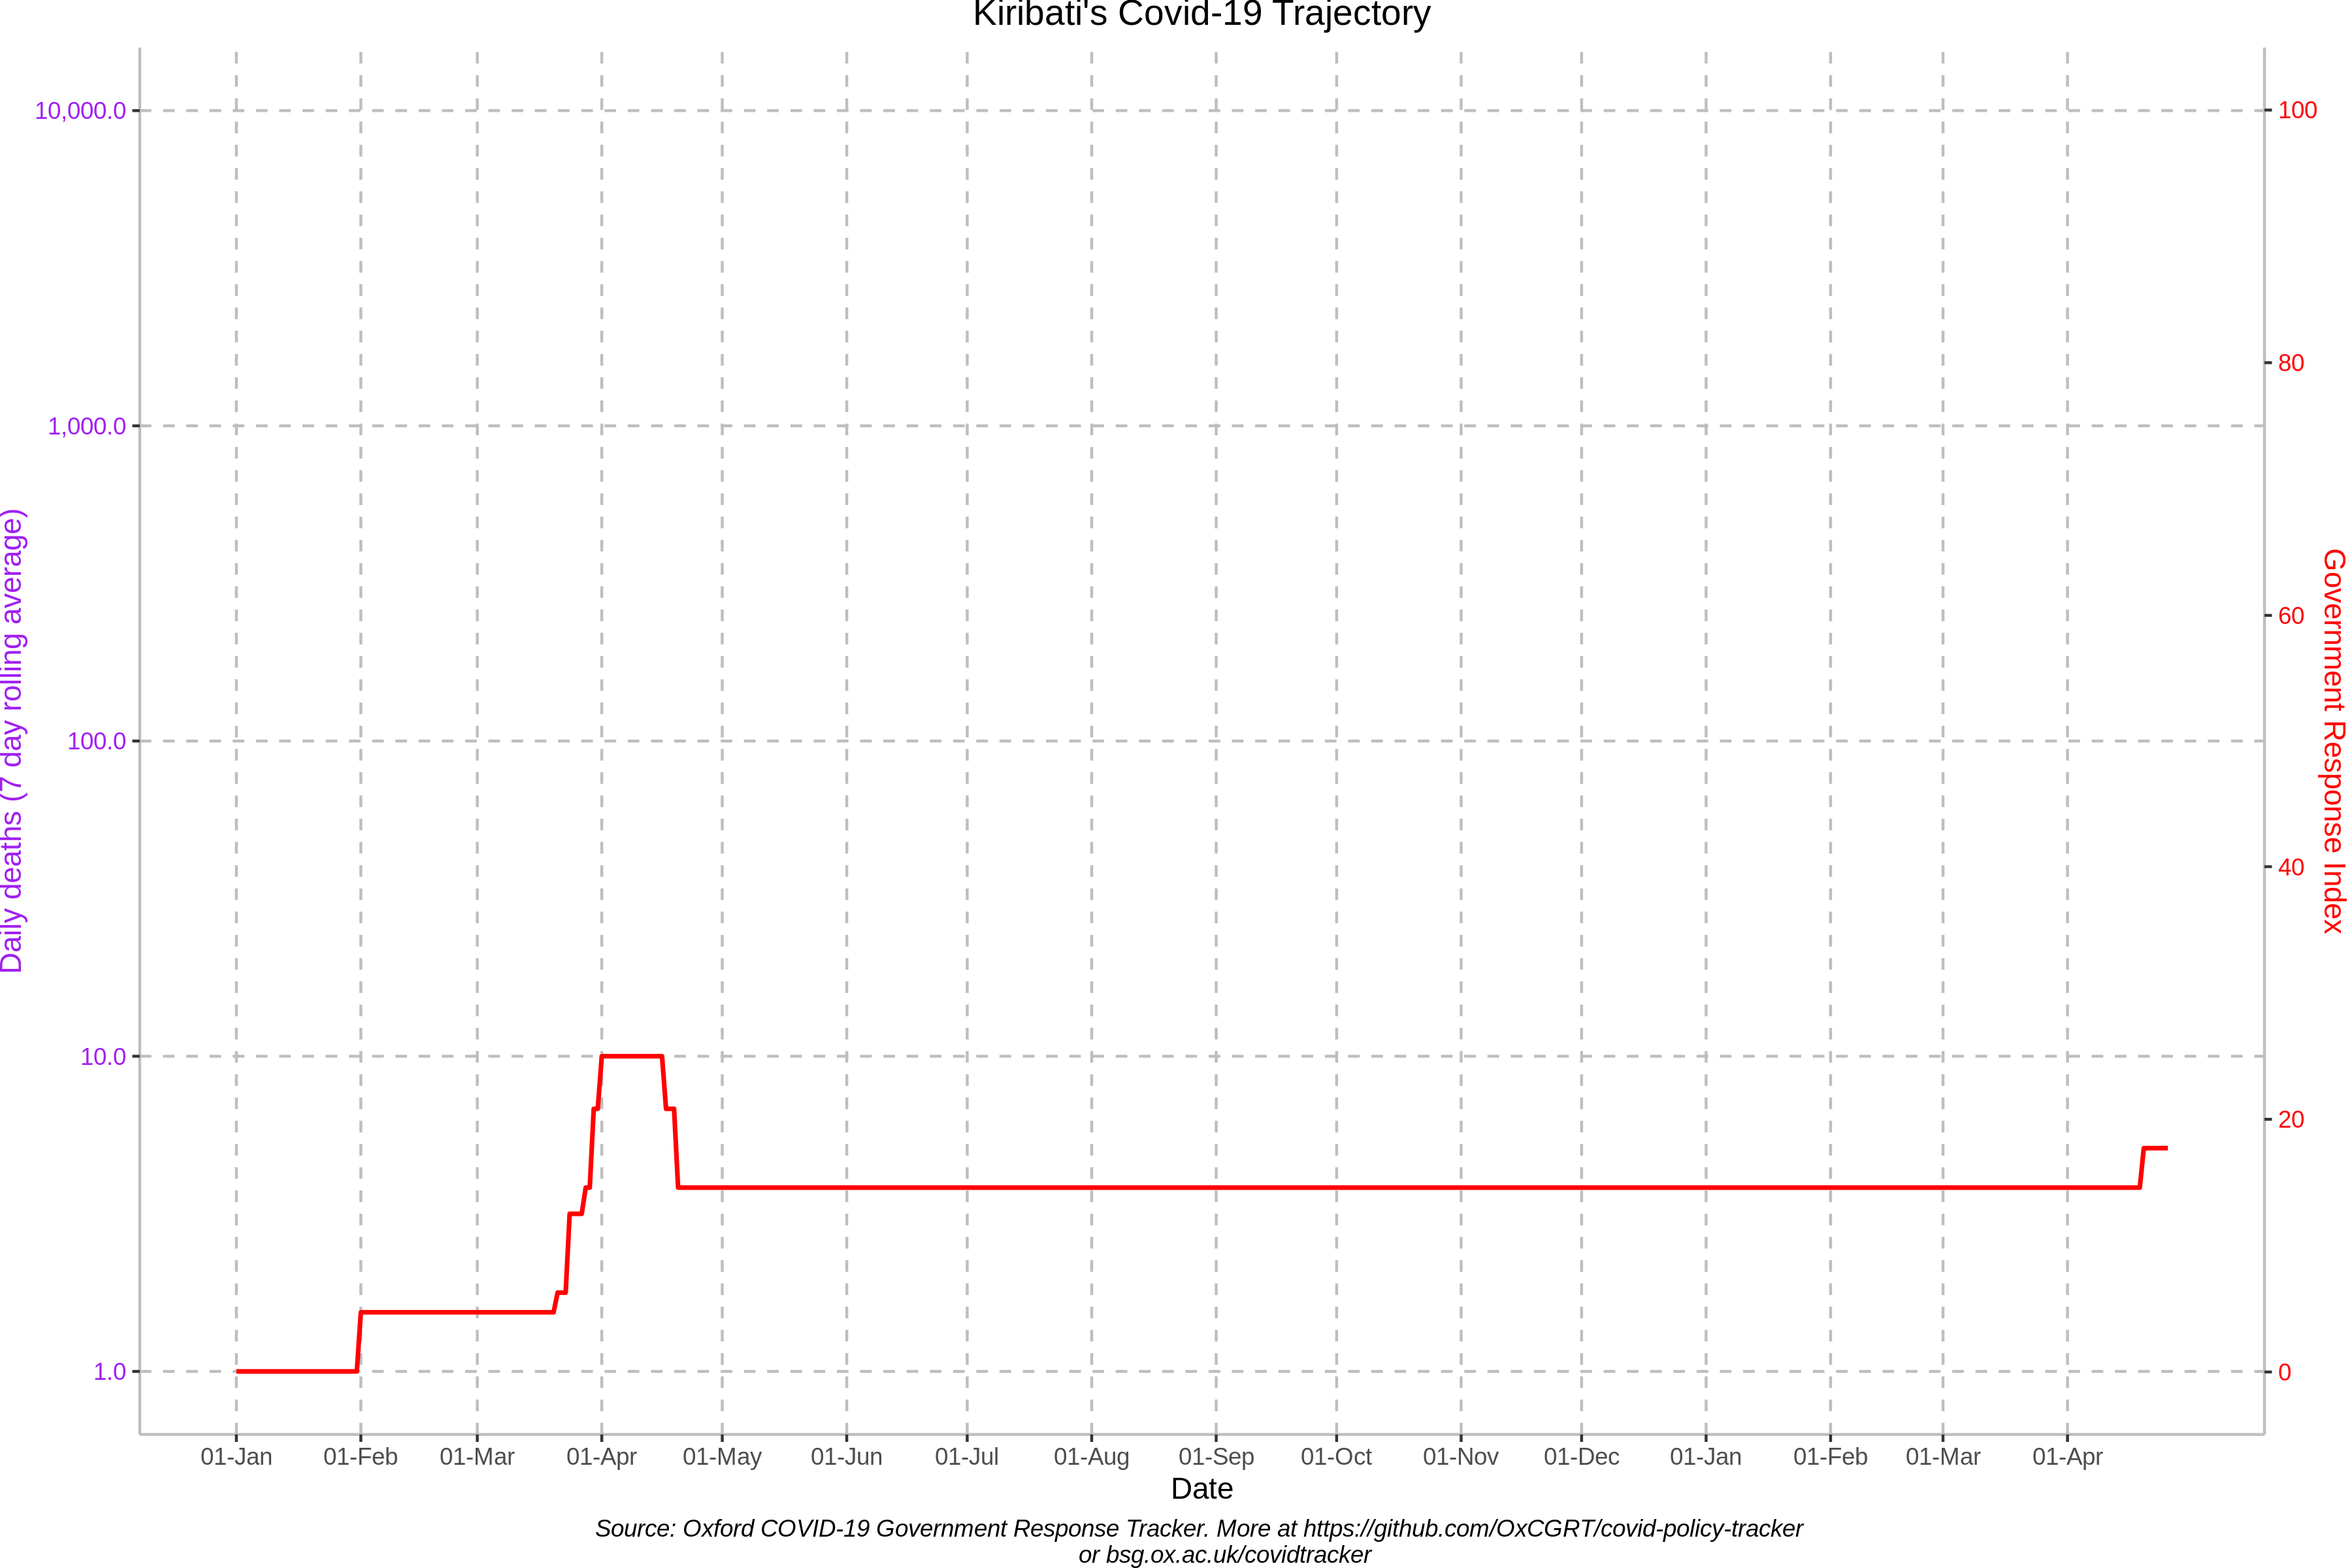 Kiribati's Covid-19 Trajectory
10,000.0
1,000.0
100.0
10.0
1.0
Daily deaths (7 day rolling average)
100
80
60
40
20
0
Government Response Index
01-Jan 01-Feb 01-Mar 01-Apr 01-May 01-Jun 01-Jul 01-Aug 01-Sep 01-Oct 01-Nov 01-Dec 01-Jan 01-Feb 01-Mar 01-Apr
Date
Source: Oxford COVID-19 Government Response Tracker. More at https://github.com/OxCGRT/covid-policy-tracker
or bsg.ox.ac.uk/covidtracker